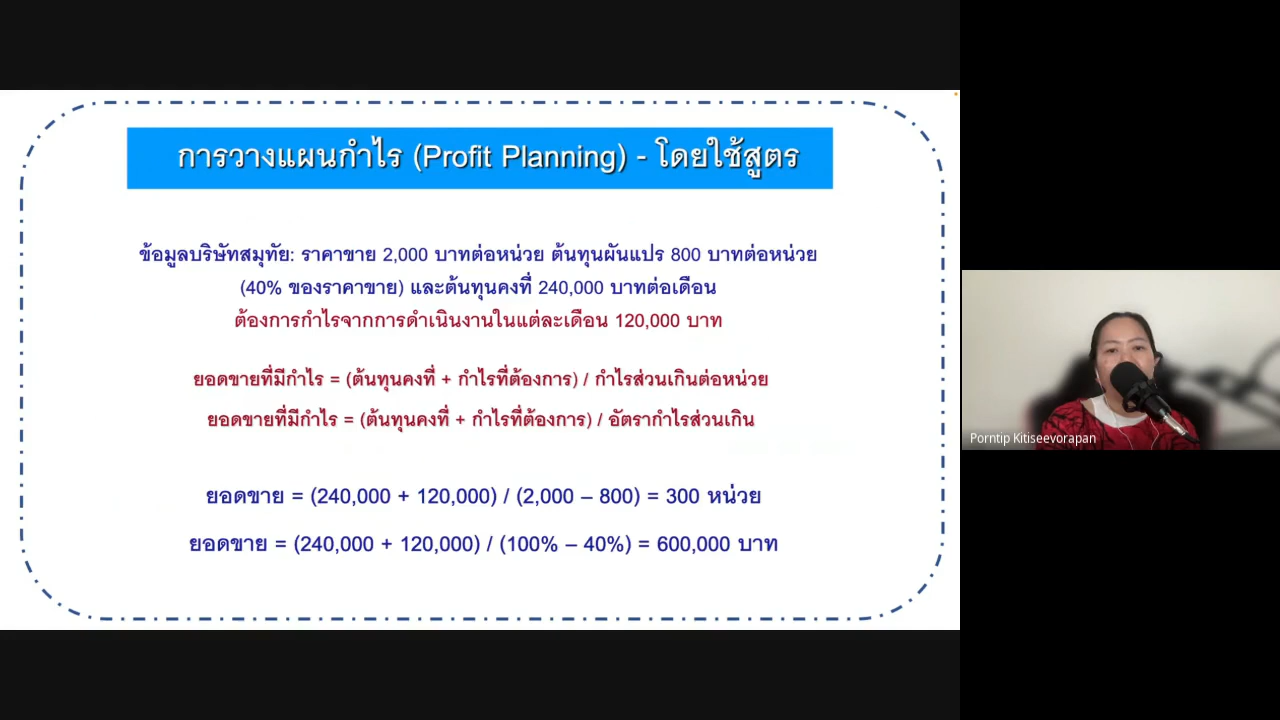 การวางแผนกำไร (Profit Planning) - โดยใช้สูตร
ข้อมูลบริษัทสมุทัย: ราคาขาย 2,000 บาทต่อหน่วย ต้นทุนผันแปร 800 บาทต่อหน่วย
(40% ของราคาขาย) และต้นทุนคงที่ 240,000 บาทต่อเดือน
ต้องการกำไรจากการดำเนินงานในแต่ละเดือน 120,000 บาท
ยอดขายที่มีกำไร = (ต้นทุนคงที่ + กำไรที่ต้องการ) / กำไรส่วนเกินต่อหน่วย
ยอดขายที่มีกำไร = (ต้นทุนคงที่ + กำไรที่ต้องการ) / อัตรากำไรส่วนเกิน
ยอดขาย = (240,000 + 120,000) / (2,000 – 800) = 300 หน่วย
ยอดขาย = (240,000 + 120,000) / (100% – 40%) = 600,000 บาท
Porntip Kitiseevorapan